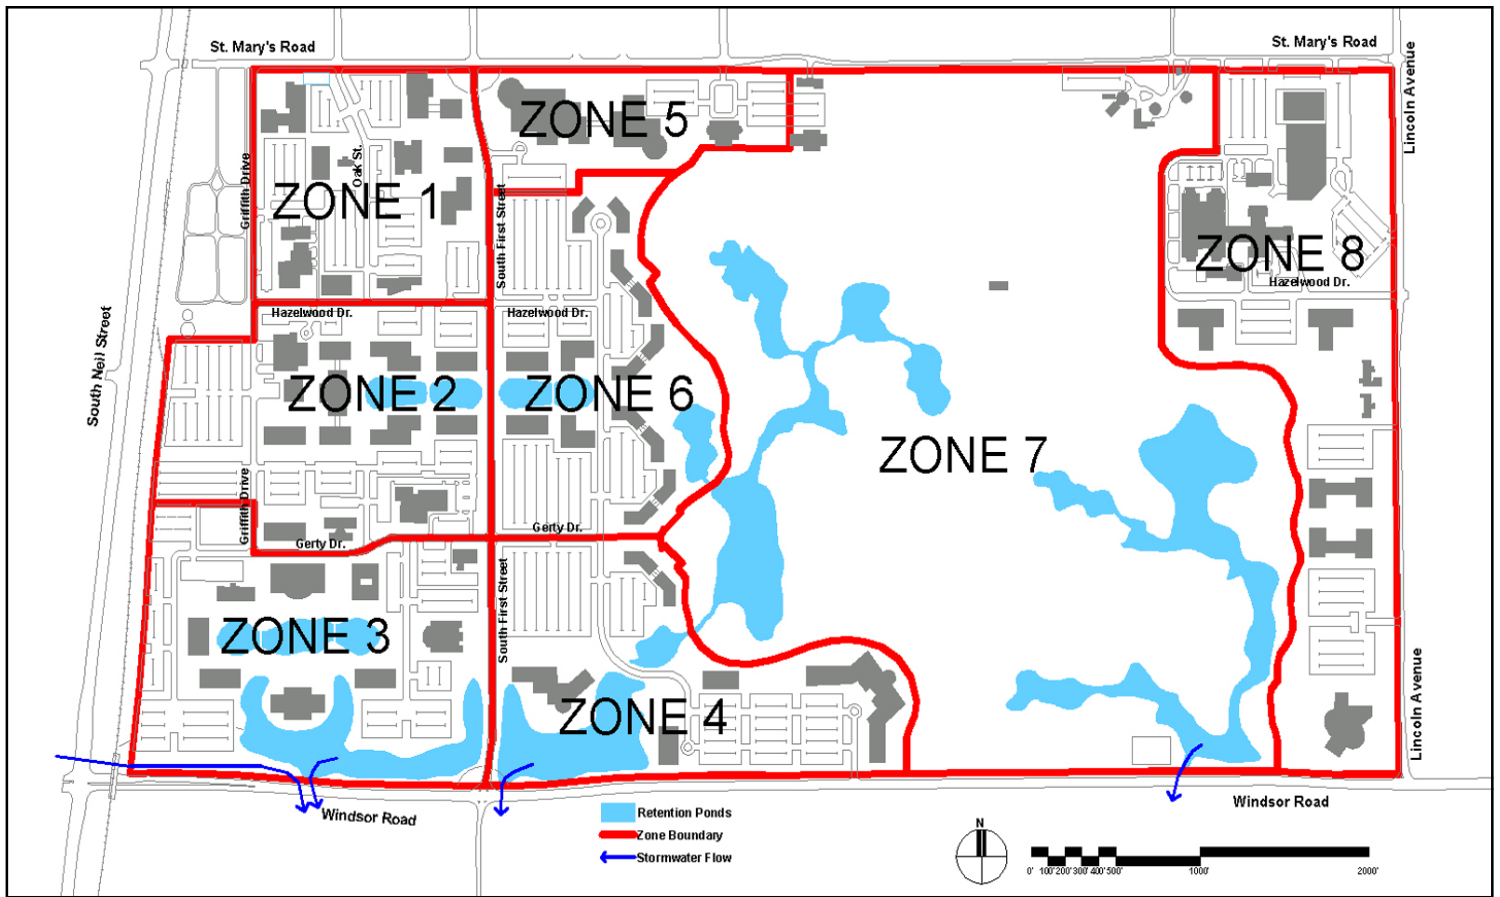 St. Mary's Road
St. Mary's Road
Lincoln Avenue
ZONE 5
Oak St.
Griffith Drive
ZONE 1
South First Street
ZONE 8
Hazelwood Dr.
Hazelwood Dr.
Hazelwood Dr.
South Neil Street
ZONE 2
ZONE 6
ZONE 7
Griffith Drive
Gerty Dr.
Gerty Dr.
South First Street
ZONE 3
Lincoln Avenue
ZONE 4
Windsor Road
Windsor Road
Retention Ponds
Zone Boundary
Stormwater Flow
N
0' 100' 200' 300' 400' 500' 1000' 2000'